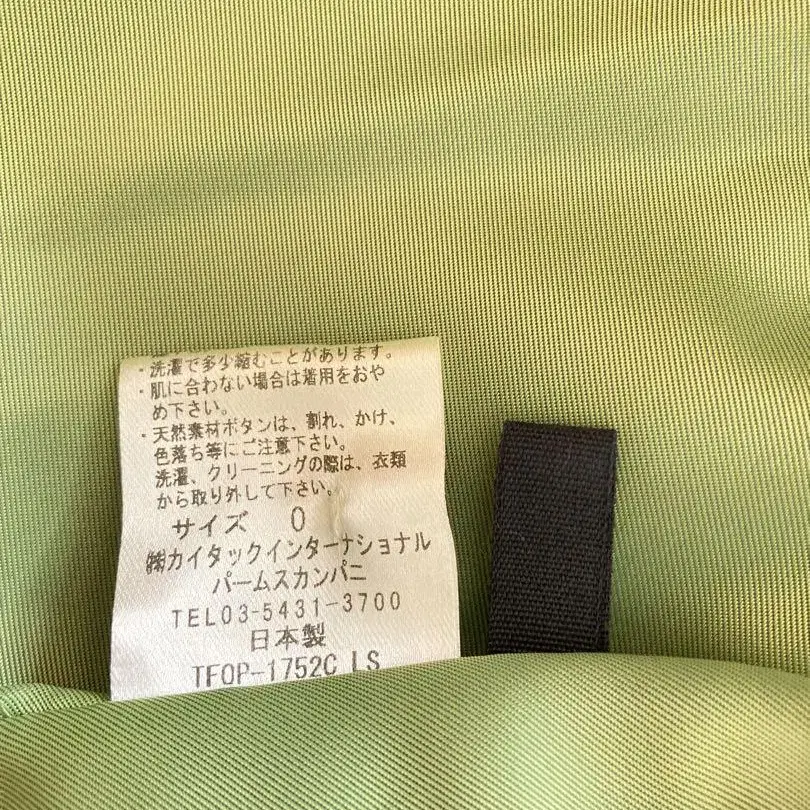 ・洗濯で多少縮むことがあります。
・肌に合わない場合は着用をおや
め下さい。
・天然素材ボタンは、割れ、かけ、
色落ち等にご注意下さい。
洗濯、クリーニングの際は、衣類
から取り外して下さい。
サイズ 0
㈱カイタックインターナショナル
パームスカンパニ
TEL03-5431-3700
日本製
TFOP-1752C LS